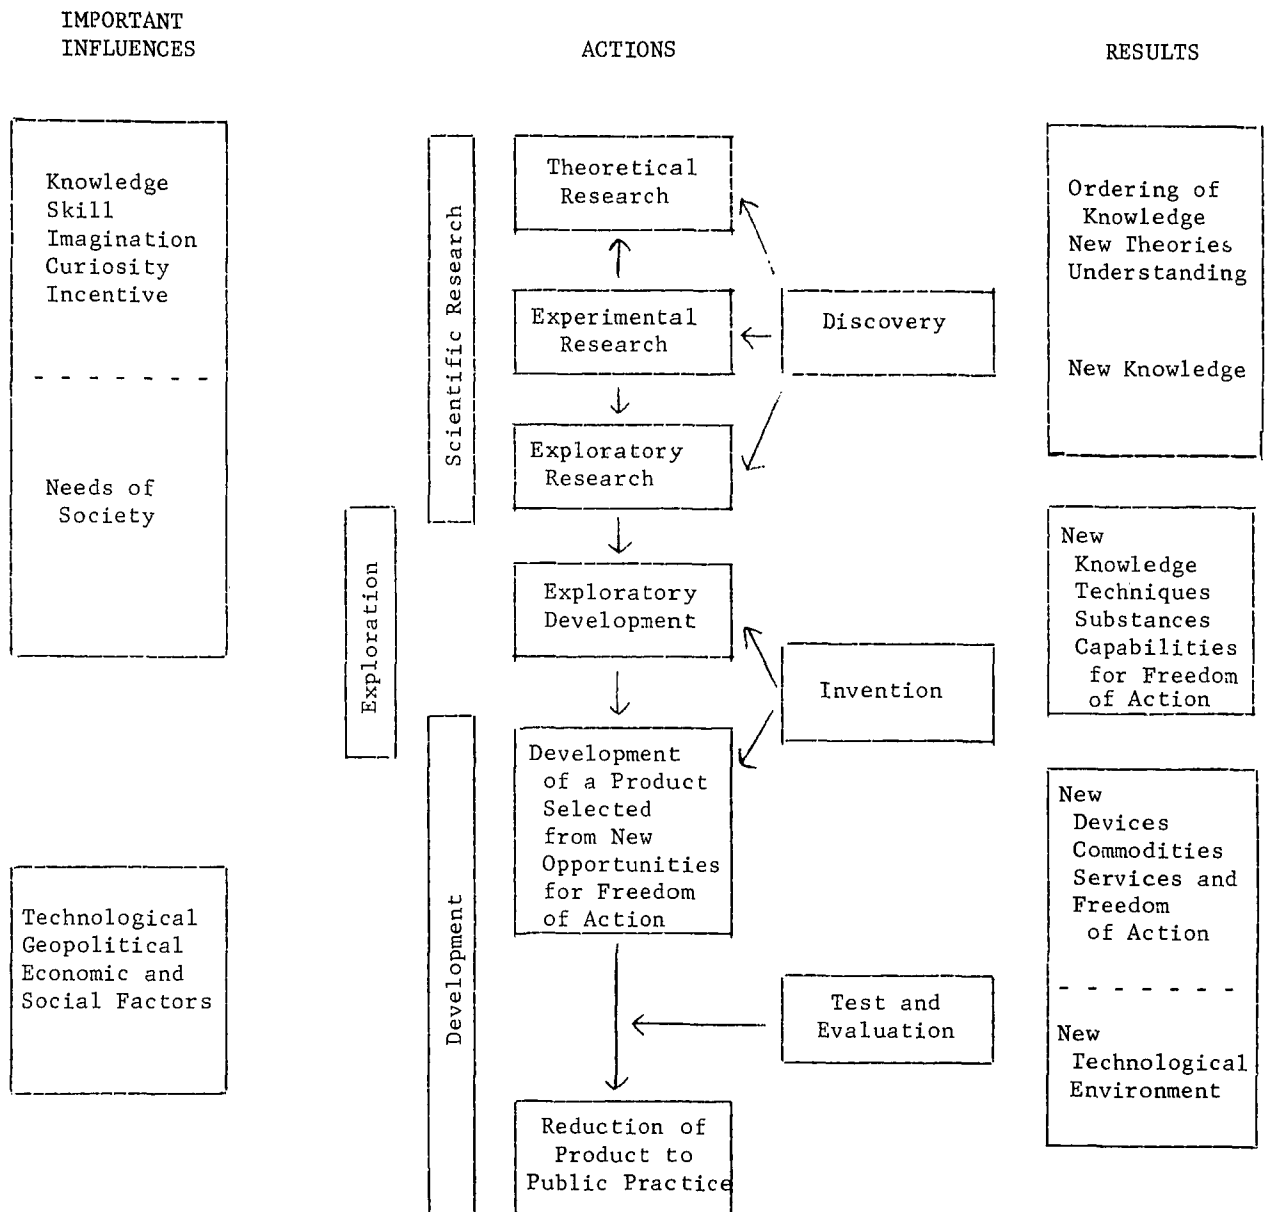 IMPORTANT
INFLUENCES
ACTIONS
RESULTS
Knowledge
Skill
Imagination
Curiosity
Incentive
Needs of
Society
Technological
Geopolitical
Economic and
Social Factors
Scientific Research
Exploration
Development
Theoretical
Research
Experimental
Research
Exploratory
Research
Exploratory
Development
Development
of a Product
Selected
from New
Opportunities
for Freedom
of Action
Reduction of
Product to
Public Practice
Discovery
Invention
Test and
Evaluation
Ordering of
Knowledge
New Theories
Understanding
New Knowledge
New
Knowledge
Techniques
Substances
Capabilities
for Freedom
of Action
New
Devices
Commodities
Services and
Freedom
of Action
New
Technological
Environment